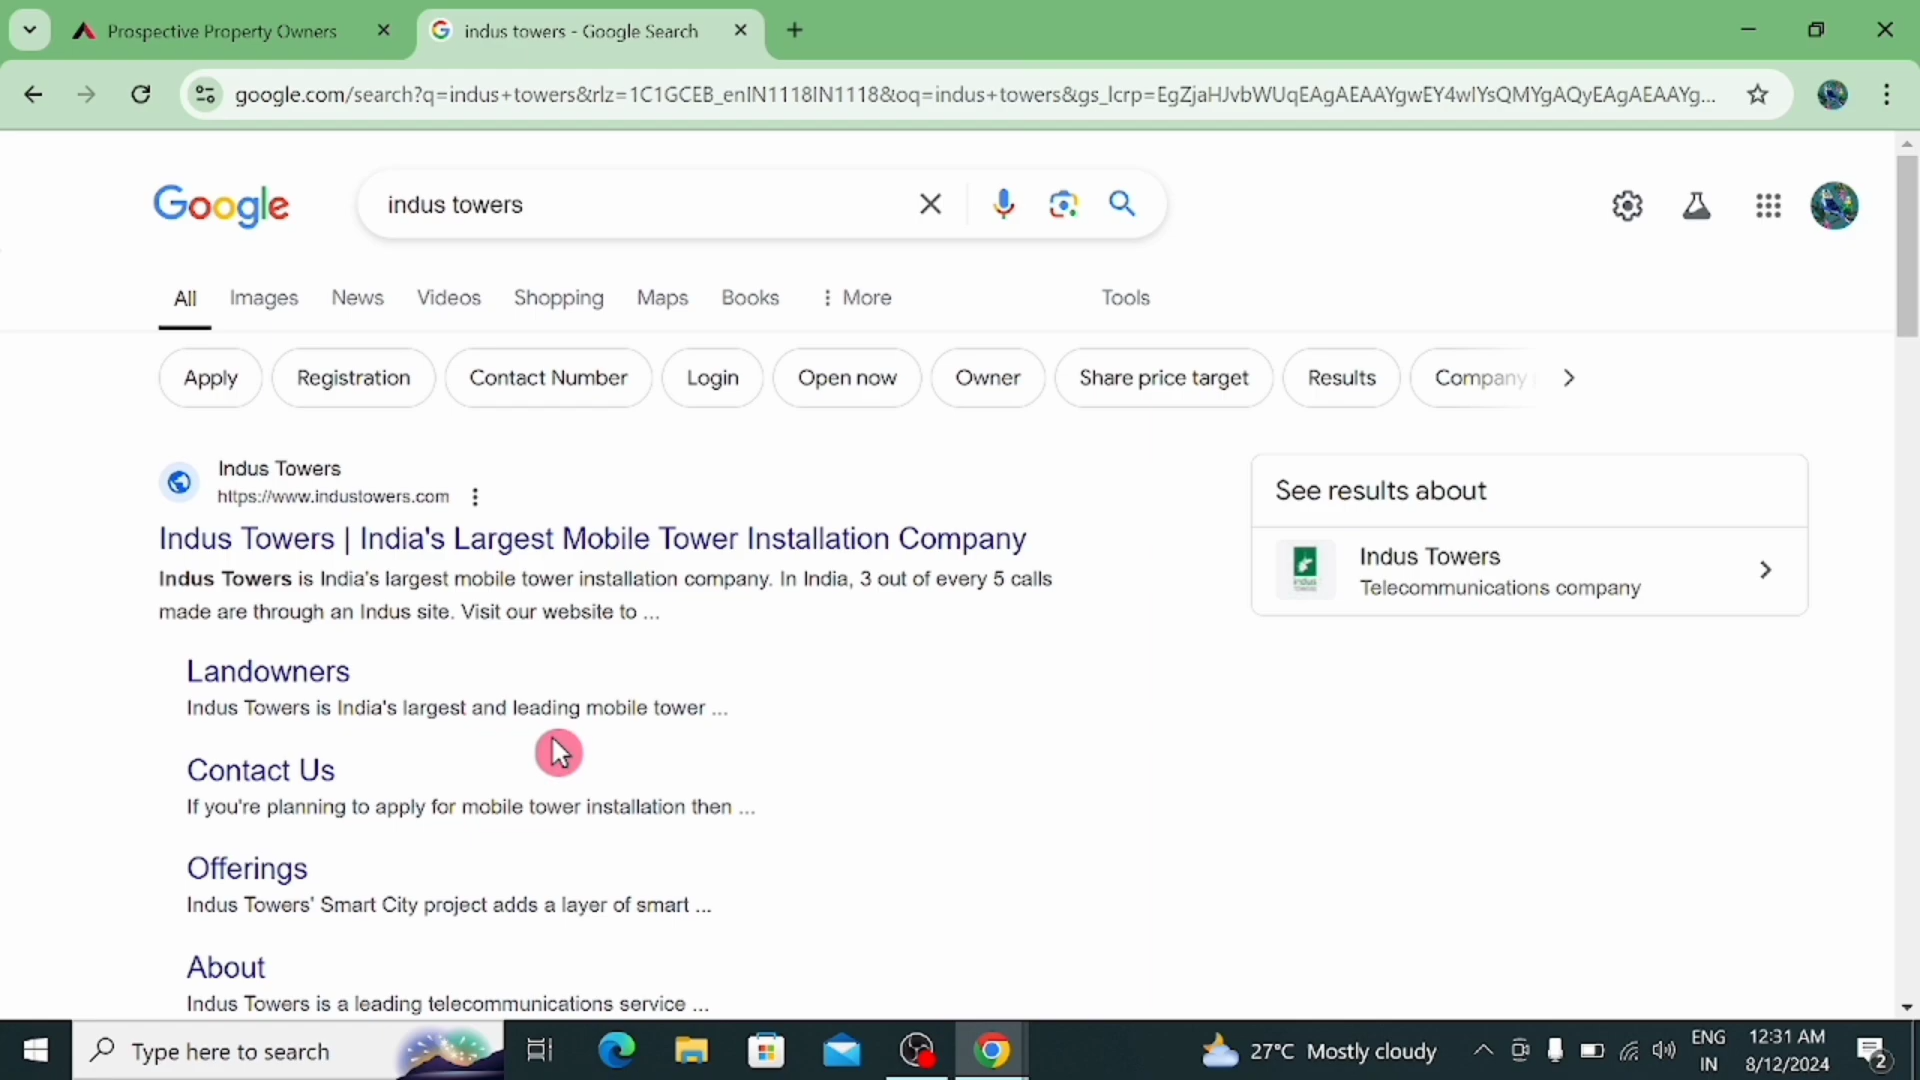 Prospective Property Owners
indus towers - Google Search
google.com/search?q=indus+towers&rlz=1C1GCEB_enIN1118IN1118&oq=indus+towers&gs_lcrp=EgZjaHJvbWUqEAgAEAAYgwEY4wIYsQMYgAQyEAgAEAAYg...
Google
indus towers
All Images News Videos Shopping Maps Books More Tools
Apply Registration Contact Number Login Open now Owner Share price target Results Company
Indus Towers
https://www.industowers.com
Indus Towers | India's Largest Mobile Tower Installation Company
Indus Towers is India's largest mobile tower installation company. In India, 3 out of every 5 calls
made are through an Indus site. Visit our website to ...
See results about
Indus Towers
Telecommunications company
Landowners
Indus Towers is India's largest and leading mobile tower ...
Contact Us
If you're planning to apply for mobile tower installation then ...
Offerings
Indus Towers' Smart City project adds a layer of smart ...
About
Indus Towers is a leading telecommunications service ...
Type here to search
27°C Mostly cloudy
ENG
IN
12:31 AM
8/12/2024
2